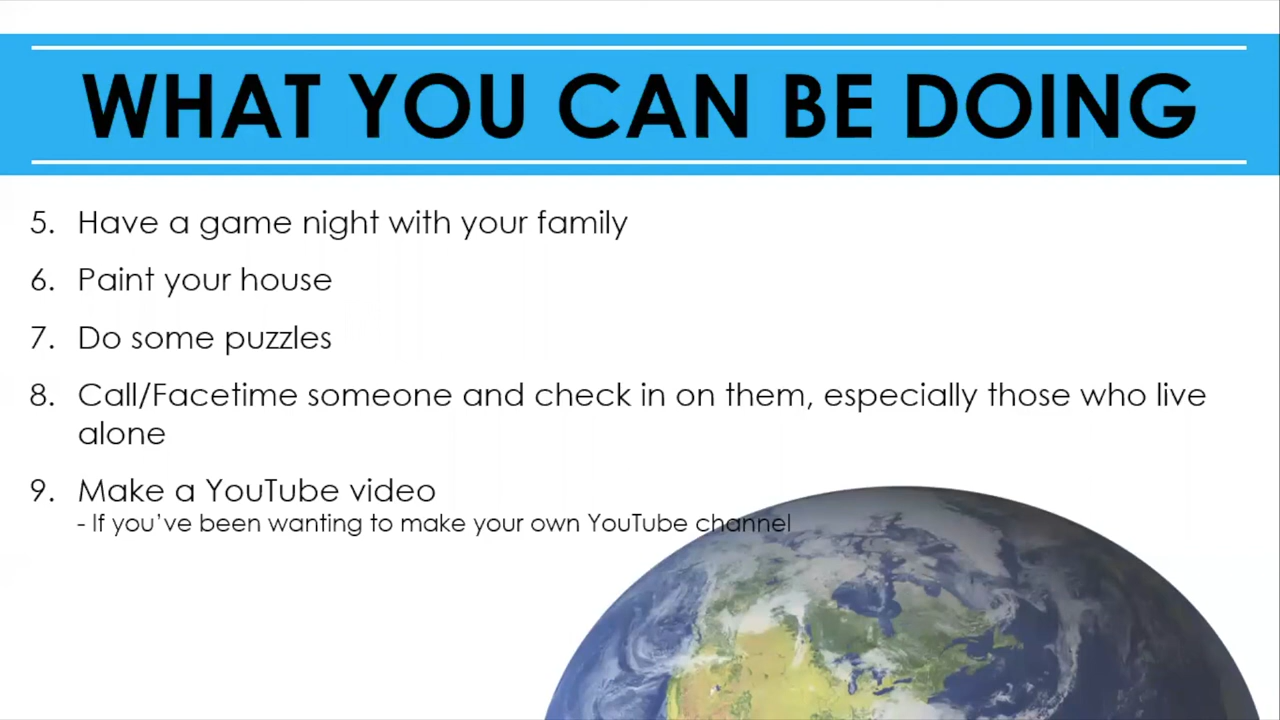 WHAT YOU CAN BE DOING
5. Have a game night with your family
6. Paint your house
7. Do some puzzles
8. Call/Facetime someone and check in on them, especially those who live
alone
9. Make a YouTube video
- If you’ve been wanting to make your own YouTube channel